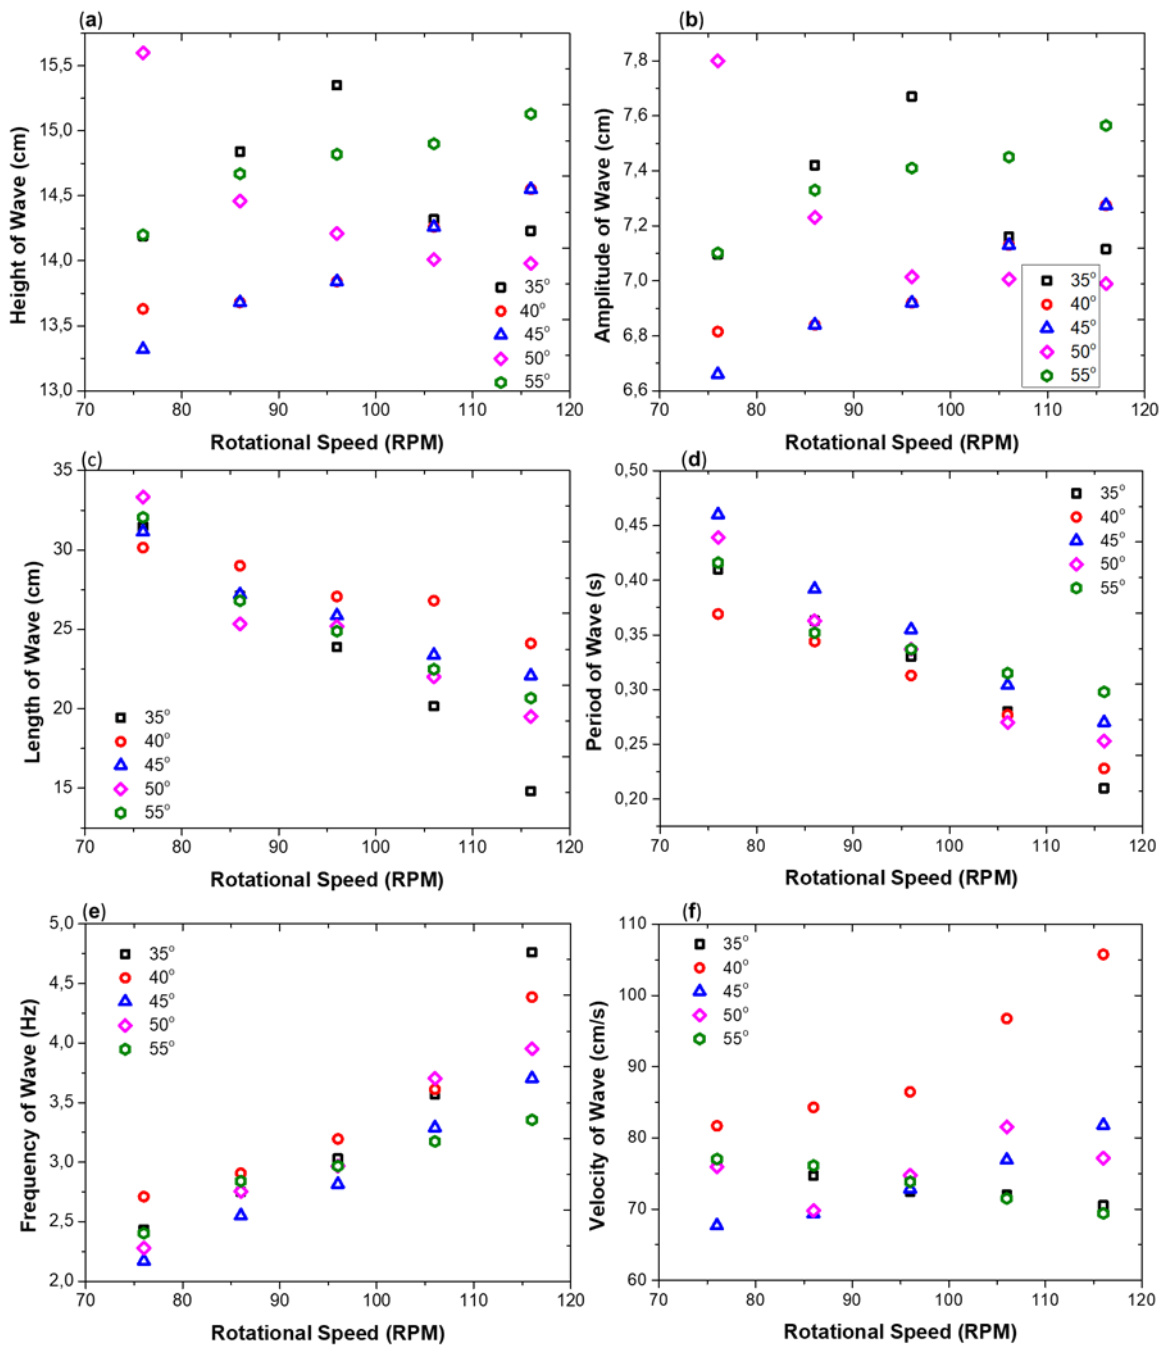 (a)
15,5
15,0
14,5
14,0
13,5
13,0
Height of Wave (cm)
35°
40°
45°
50°
55°
70 80 90 100 110 120
Rotational Speed (RPM)
(b)
7,8
7,6
7,4
7,2
7,0
6,8
6,6
Amplitude of Wave (cm)
35°
40°
45°
50°
55°
70 80 90 100 110 120
Rotational Speed (RPM)
(c)
35
30
25
20
15
Length of Wave (cm)
35°
40°
45°
50°
55°
70 80 90 100 110 120
Rotational Speed (RPM)
(d)
0,50
0,45
0,40
0,35
0,30
0,25
0,20
Period of Wave (s)
35°
40°
45°
50°
55°
70 80 90 100 110 120
Rotational Speed (RPM)
(e)
5,0
4,5
4,0
3,5
3,0
2,5
2,0
Frequency of Wave (Hz)
35°
40°
45°
50°
55°
70 80 90 100 110 120
Rotational Speed (RPM)
(f)
110
100
90
80
70
60
Velocity of Wave (cm/s)
35°
40°
45°
50°
55°
70 80 90 100 110 120
Rotational Speed (RPM)